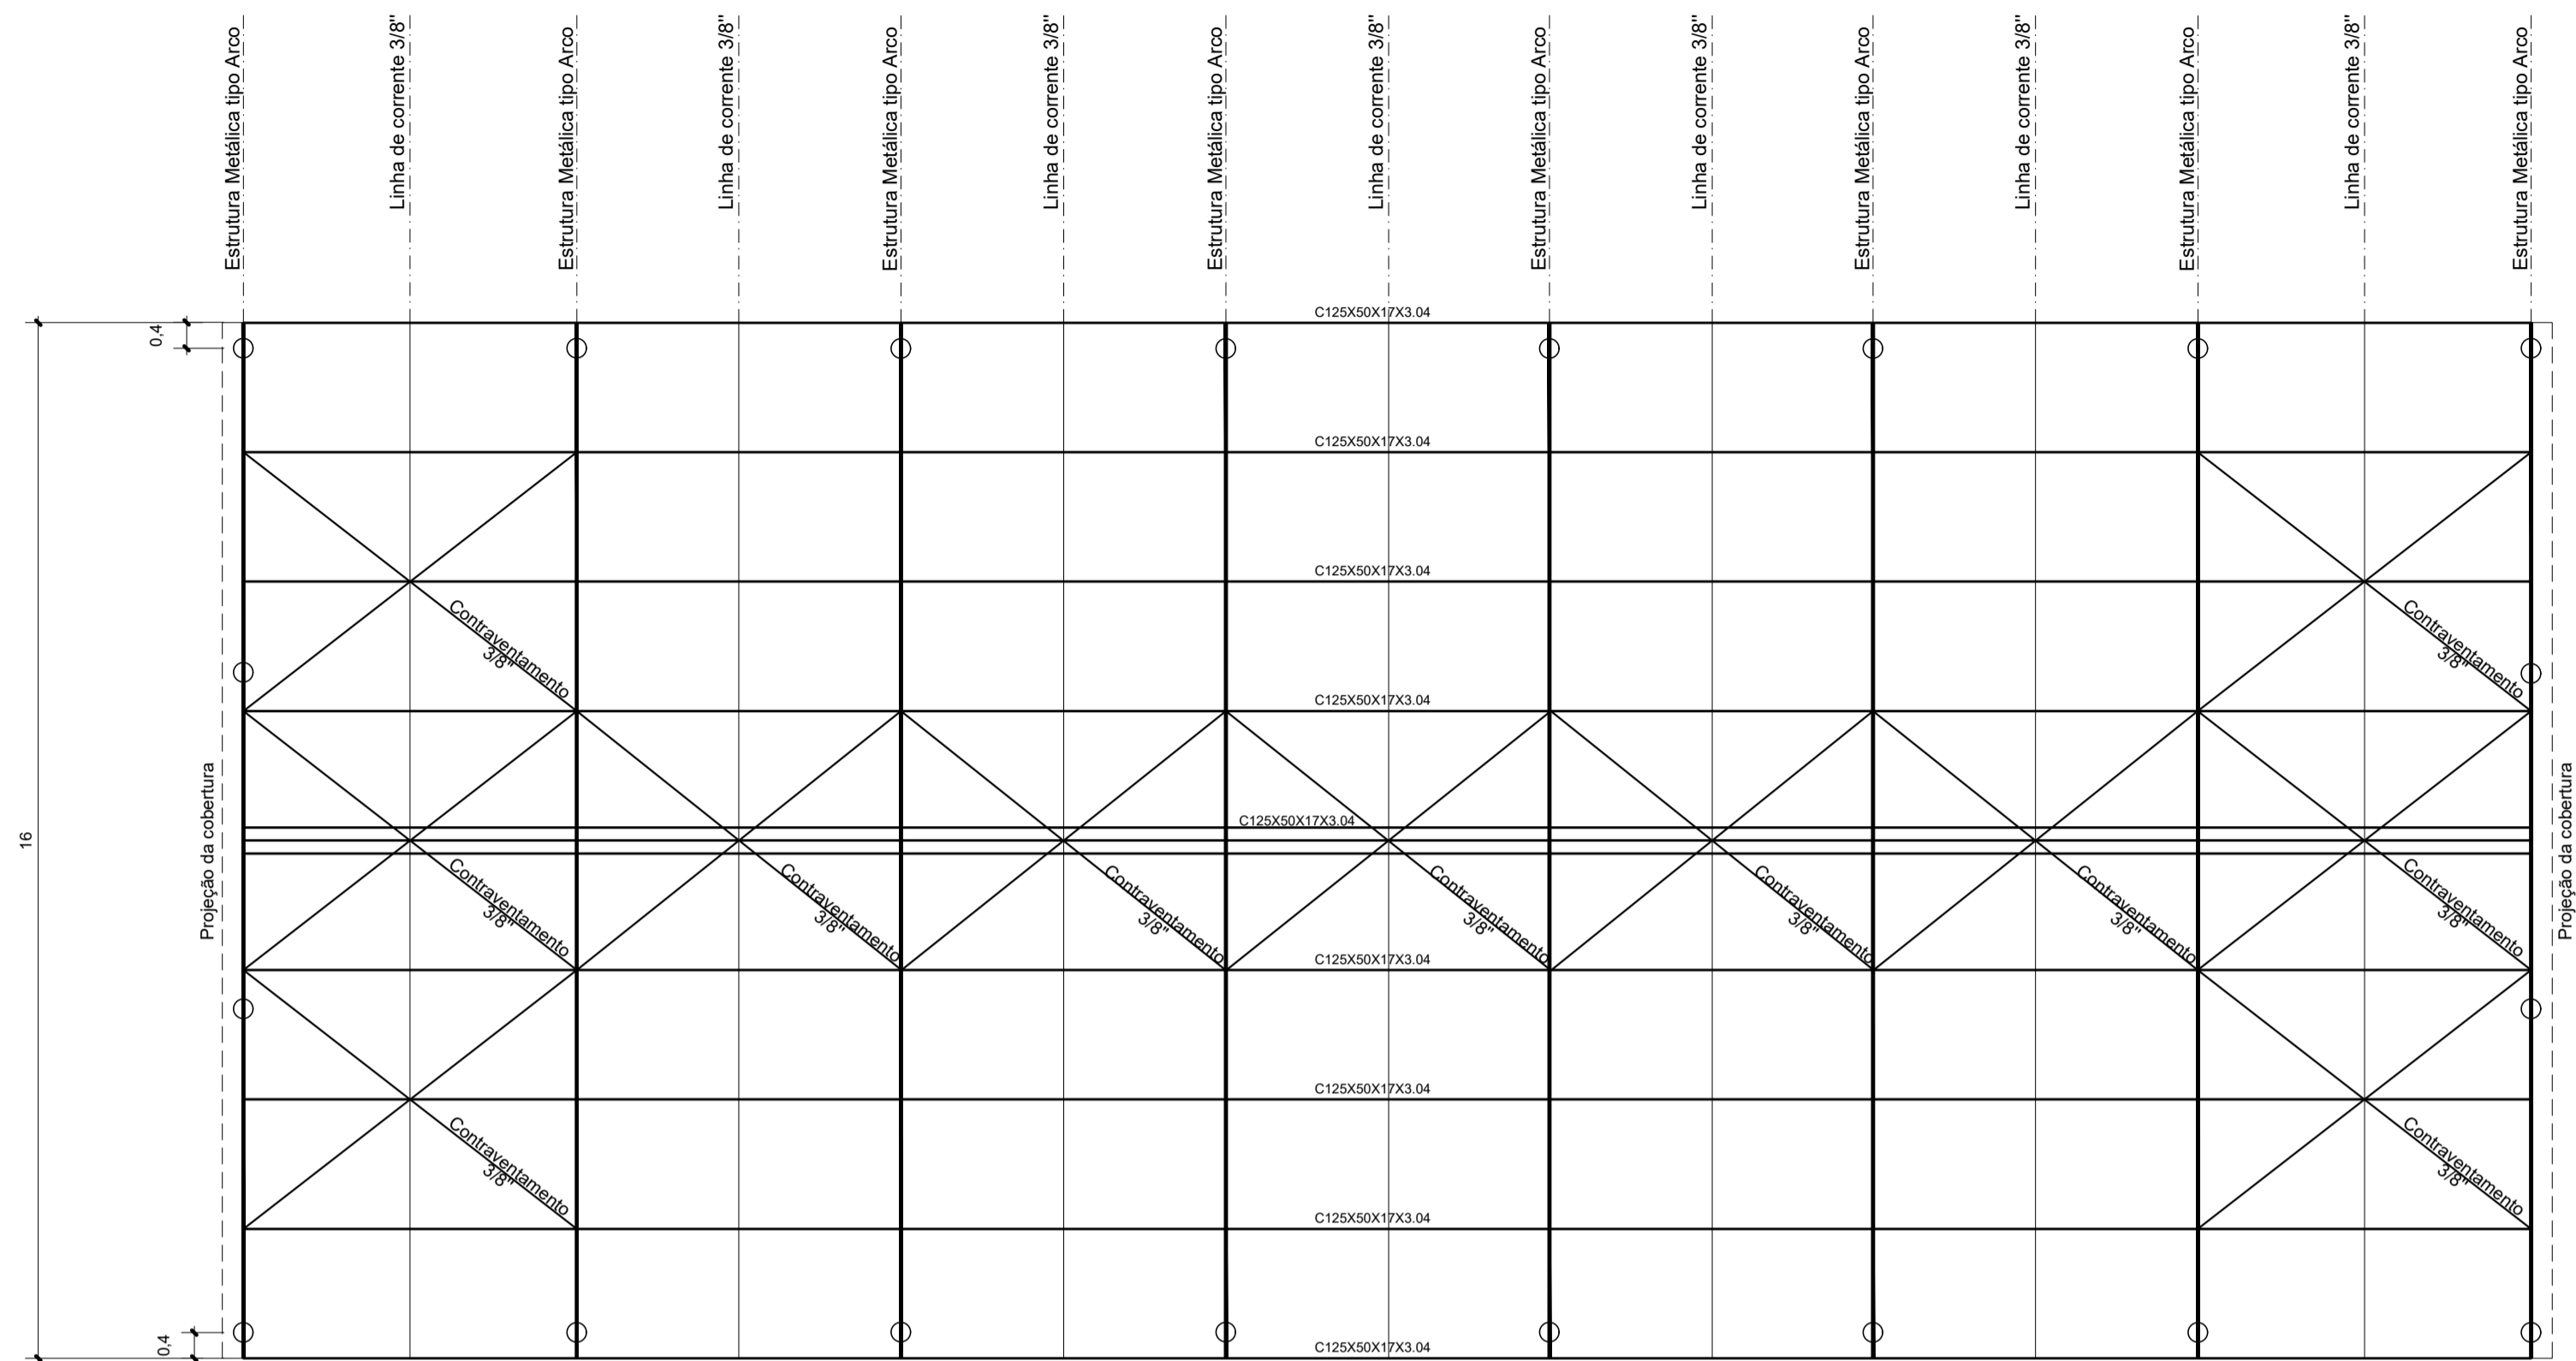 Estrutura Metálica tipo Arco
Linha de corrente 3/8"
Estrutura Metálica tipo Arco
Linha de corrente 3/8"
Estrutura Metálica tipo Arco
Linha de corrente 3/8"
Estrutura Metálica tipo Arco
Linha de corrente 3/8"
Estrutura Metálica tipo Arco
Linha de corrente 3/8"
Estrutura Metálica tipo Arco
Linha de corrente 3/8"
Estrutura Metálica tipo Arco
Linha de corrente 3/8"
Estrutura Metálica tipo Arco
C125X50X17X3.04
0,4
C125X50X17X3.04
C125X50X17X3.04
Contraventamento
3/8"
Contraventamento
3/8"
C125X50X17X3.04
Projeção da cobertura
16
C125X50X17X3.04
Projeção da cobertura
Contraventamento
3/8"
Contraventamento
3/8"
Contraventamento
3/8"
Contraventamento
3/8"
Contraventamento
3/8"
Contraventamento
3/8"
Contraventamento
3/8"
C125X50X17X3.04
C125X50X17X3.04
Contraventamento
3/8"
Contraventamento
3/8"
C125X50X17X3.04
0,4
C125X50X17X3.04